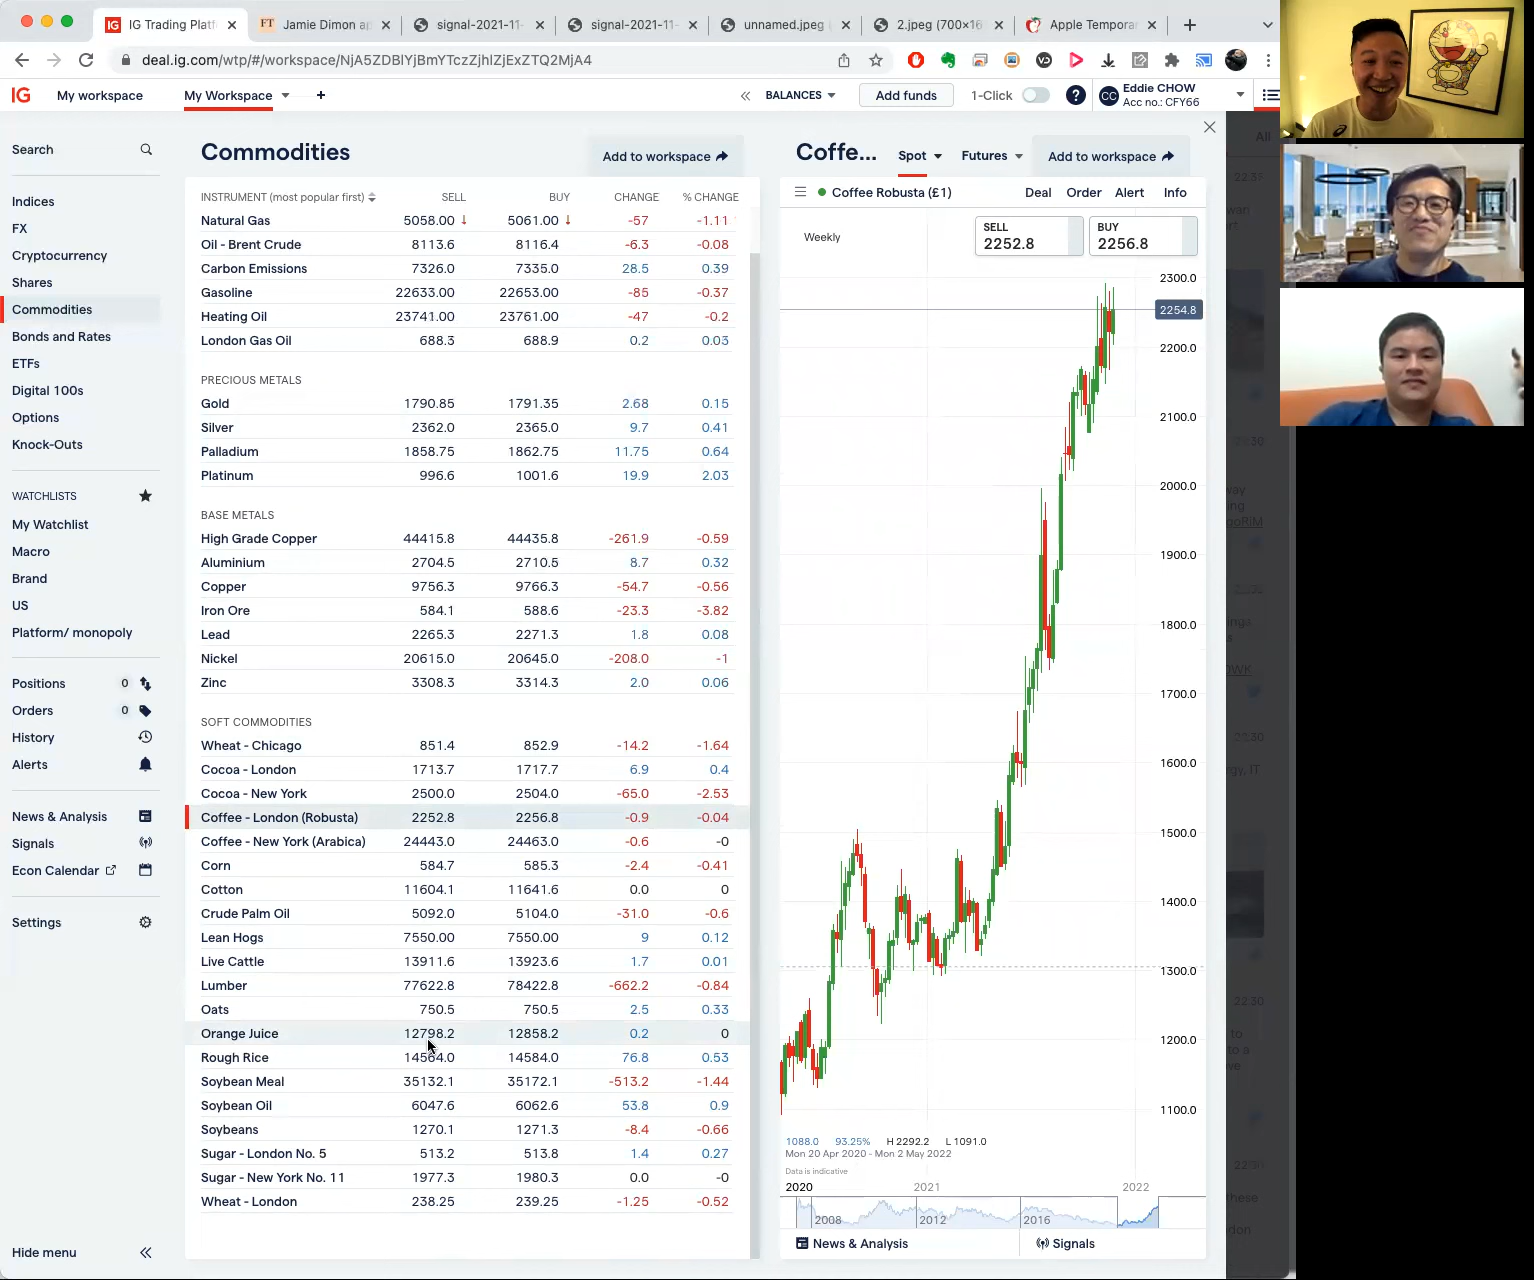 IG Trading Platf
Jamie Dimon ap
signal-2021-11-
signal-2021-11-
unnamed.jpeg
2.jpeg (700×16
Apple Tempora
deal.ig.com/wtp/#/workspace/NjA5ZDBlYjBmYTczZjhlZjExZTQ2MjA4
IG My workspace My Workspace + BALANCES Add funds 1-Click ? CC Eddie CHOW
Acc no.: CFY66
Search
Indices
FX
Cryptocurrency
Shares
Commodities
Bonds and Rates
ETFs
Digital 100s
Options
Knock-Outs
WATCHLISTS
My Watchlist
Macro
Brand
US
Platform/ monopoly
Positions 0
Orders 0
History
Alerts
News & Analysis
Signals
Econ Calendar
Settings
Hide menu
Commodities Add to workspace
INSTRUMENT (most popular first) SELL BUY CHANGE % CHANGE
Natural Gas 5058.00 5061.00 -57 -1.11
Oil - Brent Crude 8113.6 8116.4 -6.3 -0.08
Carbon Emissions 7326.0 7335.0 28.5 0.39
Gasoline 22633.00 22653.00 -85 -0.37
Heating Oil 23741.00 23761.00 -47 -0.2
London Gas Oil 688.3 688.9 0.2 0.03
PRECIOUS METALS
Gold 1790.85 1791.35 2.68 0.15
Silver 2362.0 2365.0 9.7 0.41
Palladium 1858.75 1862.75 11.75 0.64
Platinum 996.6 1001.6 19.9 2.03
BASE METALS
High Grade Copper 44415.8 44435.8 -261.9 -0.59
Aluminium 2704.5 2710.5 8.7 0.32
Copper 9756.3 9766.3 -54.7 -0.56
Iron Ore 584.1 588.6 -23.3 -3.82
Lead 2265.3 2271.3 1.8 0.08
Nickel 20615.0 20645.0 -208.0 -1
Zinc 3308.3 3314.3 2.0 0.06
SOFT COMMODITIES
Wheat - Chicago 851.4 852.9 -14.2 -1.64
Cocoa - London 1713.7 1717.7 6.9 0.4
Cocoa - New York 2500.0 2504.0 -65.0 -2.53
Coffee - London (Robusta) 2252.8 2256.8 -0.9 -0.04
Coffee - New York (Arabica) 24443.0 24463.0 -0.6 -0
Corn 584.7 585.3 -2.4 -0.41
Cotton 11604.1 11641.6 0.0 0
Crude Palm Oil 5092.0 5104.0 -31.0 -0.6
Lean Hogs 7550.00 7550.00 9 0.12
Live Cattle 13911.6 13923.6 1.7 0.01
Lumber 77622.8 78422.8 -662.2 -0.84
Oats 750.5 750.5 2.5 0.33
Orange Juice 12798.2 12858.2 0.2 0
Rough Rice 14564.0 14584.0 76.8 0.53
Soybean Meal 35132.1 35172.1 -513.2 -1.44
Soybean Oil 6047.6 6062.6 53.8 0.9
Soybeans 1270.1 1271.3 -8.4 -0.66
Sugar - London No. 5 513.2 513.8 1.4 0.27
Sugar - New York No. 11 1977.3 1980.3 0.0 -0
Wheat - London 238.25 239.25 -1.25 -0.52
Coffe... Spot Futures Add to workspace
Coffee Robusta (£1) Deal Order Alert Info
Weekly
SELL
2252.8
BUY
2256.8
2300.0
2254.8
2200.0
2100.0
2000.0
1900.0
1800.0
1700.0
1600.0
1500.0
1400.0
1300.0
1200.0
1100.0
1088.0 93.25% H 2292.2 L 1091.0
Mon 20 Apr 2020 - Mon 2 May 2022
Data is indicative
2020 2021 2022
2008 2012 2016
News & Analysis Signals
All